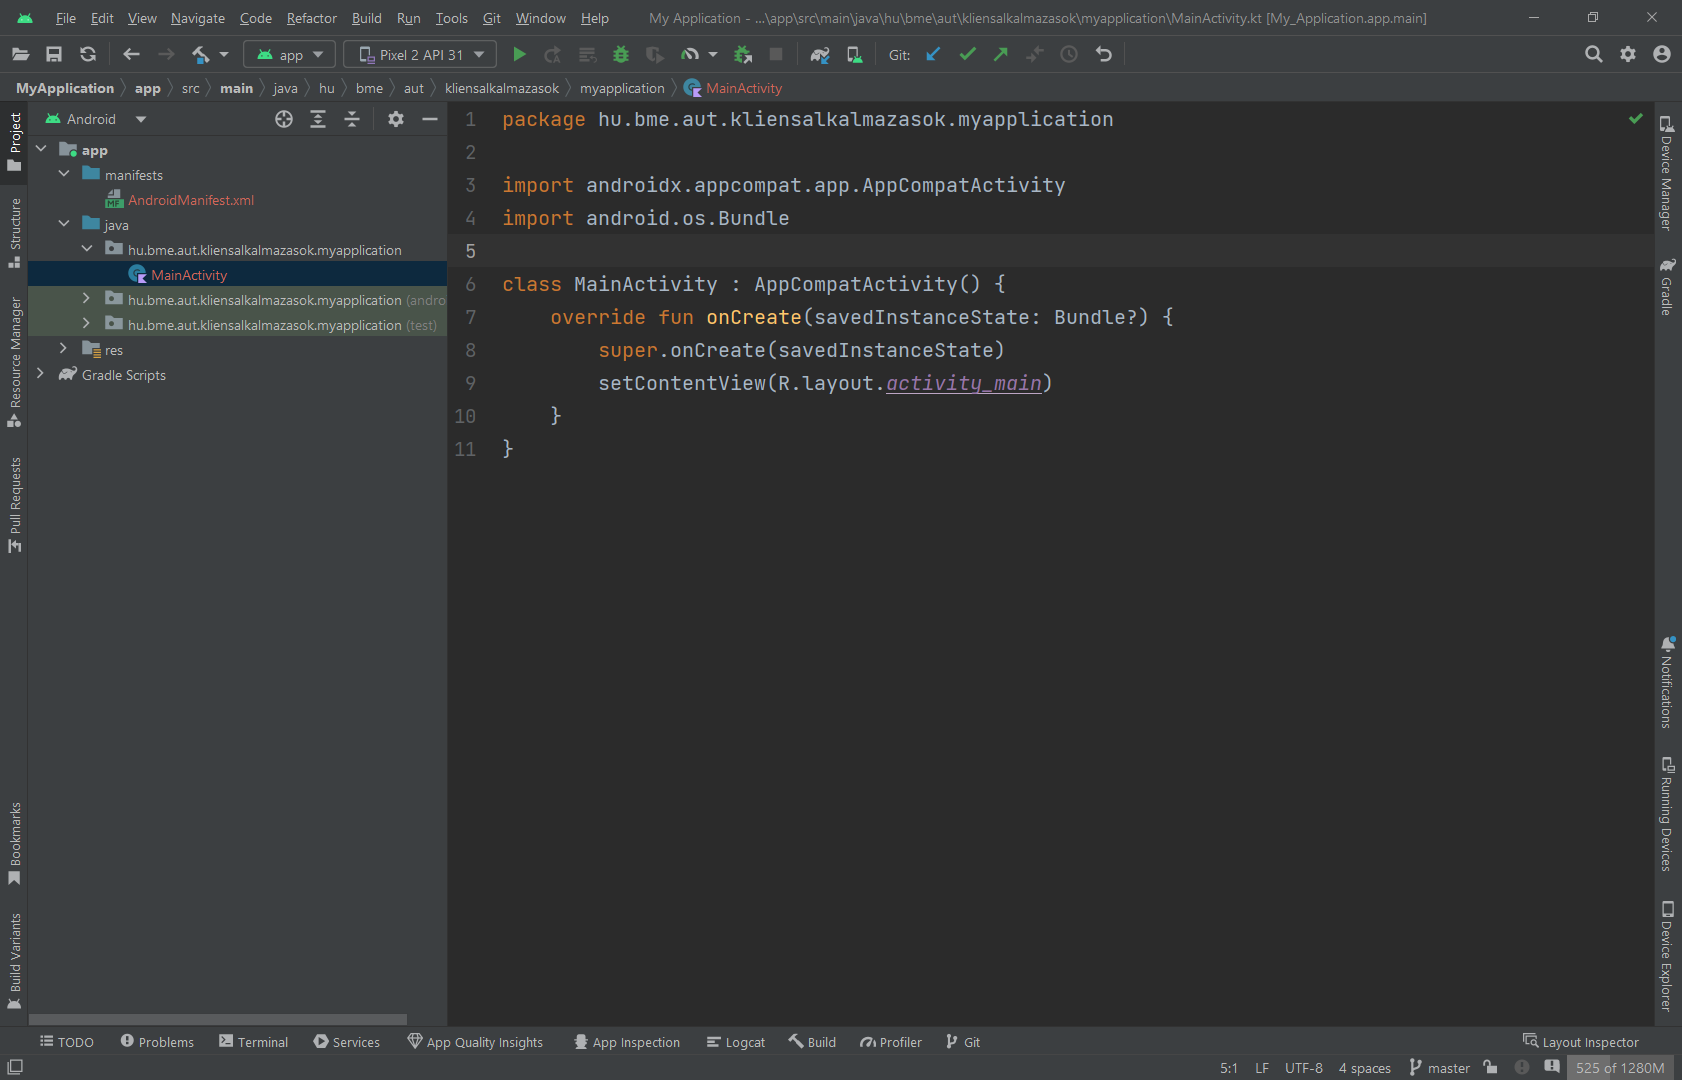 File Edit View Navigate Code Refactor Build Run Tools Git Window Help My Application - ...\app\src\main\java\hu\bme\aut\kliensalkalmazasok\myapplication\MainActivity.kt [My_Application.app.main]
app Pixel 2 API 31 Git:
MyApplication app src main java hu bme aut kliensalkalmazasok myapplication MainActivity
Project
Structure
Resource Manager
Pull Requests
Bookmarks
Build Variants
Android
app
manifests
MF AndroidManifest.xml
java
hu.bme.aut.kliensalkalmazasok.myapplication
MainActivity
hu.bme.aut.kliensalkalmazasok.myapplication (andro
hu.bme.aut.kliensalkalmazasok.myapplication (test)
res
Gradle Scripts
1 package hu.bme.aut.kliensalkalmazasok.myapplication
2
3 import androidx.appcompat.app.AppCompatActivity
4 import android.os.Bundle
5
6 class MainActivity : AppCompatActivity() {
7 override fun onCreate(savedInstanceState: Bundle?) {
8 super.onCreate(savedInstanceState)
9 setContentView(R.layout.activity_main)
10 }
11 }
Device Manager
Gradle
Notifications
Running Devices
Device Explorer
TODO Problems Terminal Services App Quality Insights App Inspection Logcat Build Profiler Git Layout Inspector
5:1 LF UTF-8 4 spaces master 525 of 1280M